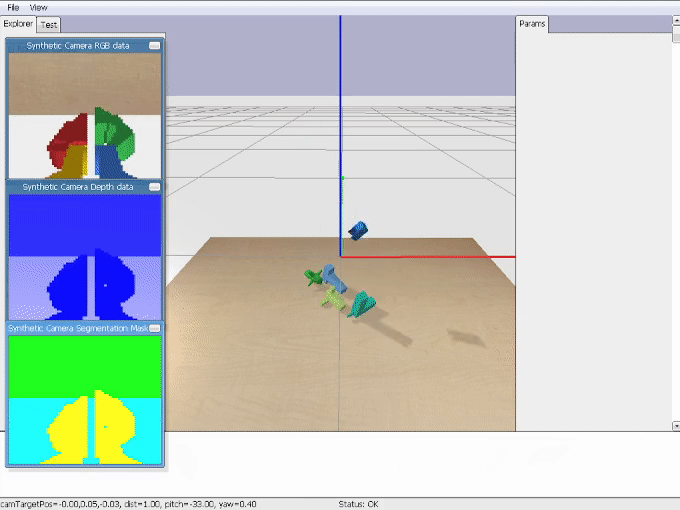 File View
Explorer Test
Params
Synthetic Camera RGB data
Synthetic Camera Depth data
Synthetic Camera Segmentation Mask
camTargetPos=-0.00,0.05,-0.03, dist=1.00, pitch=-33.00, yaw=0.40 Status: OK